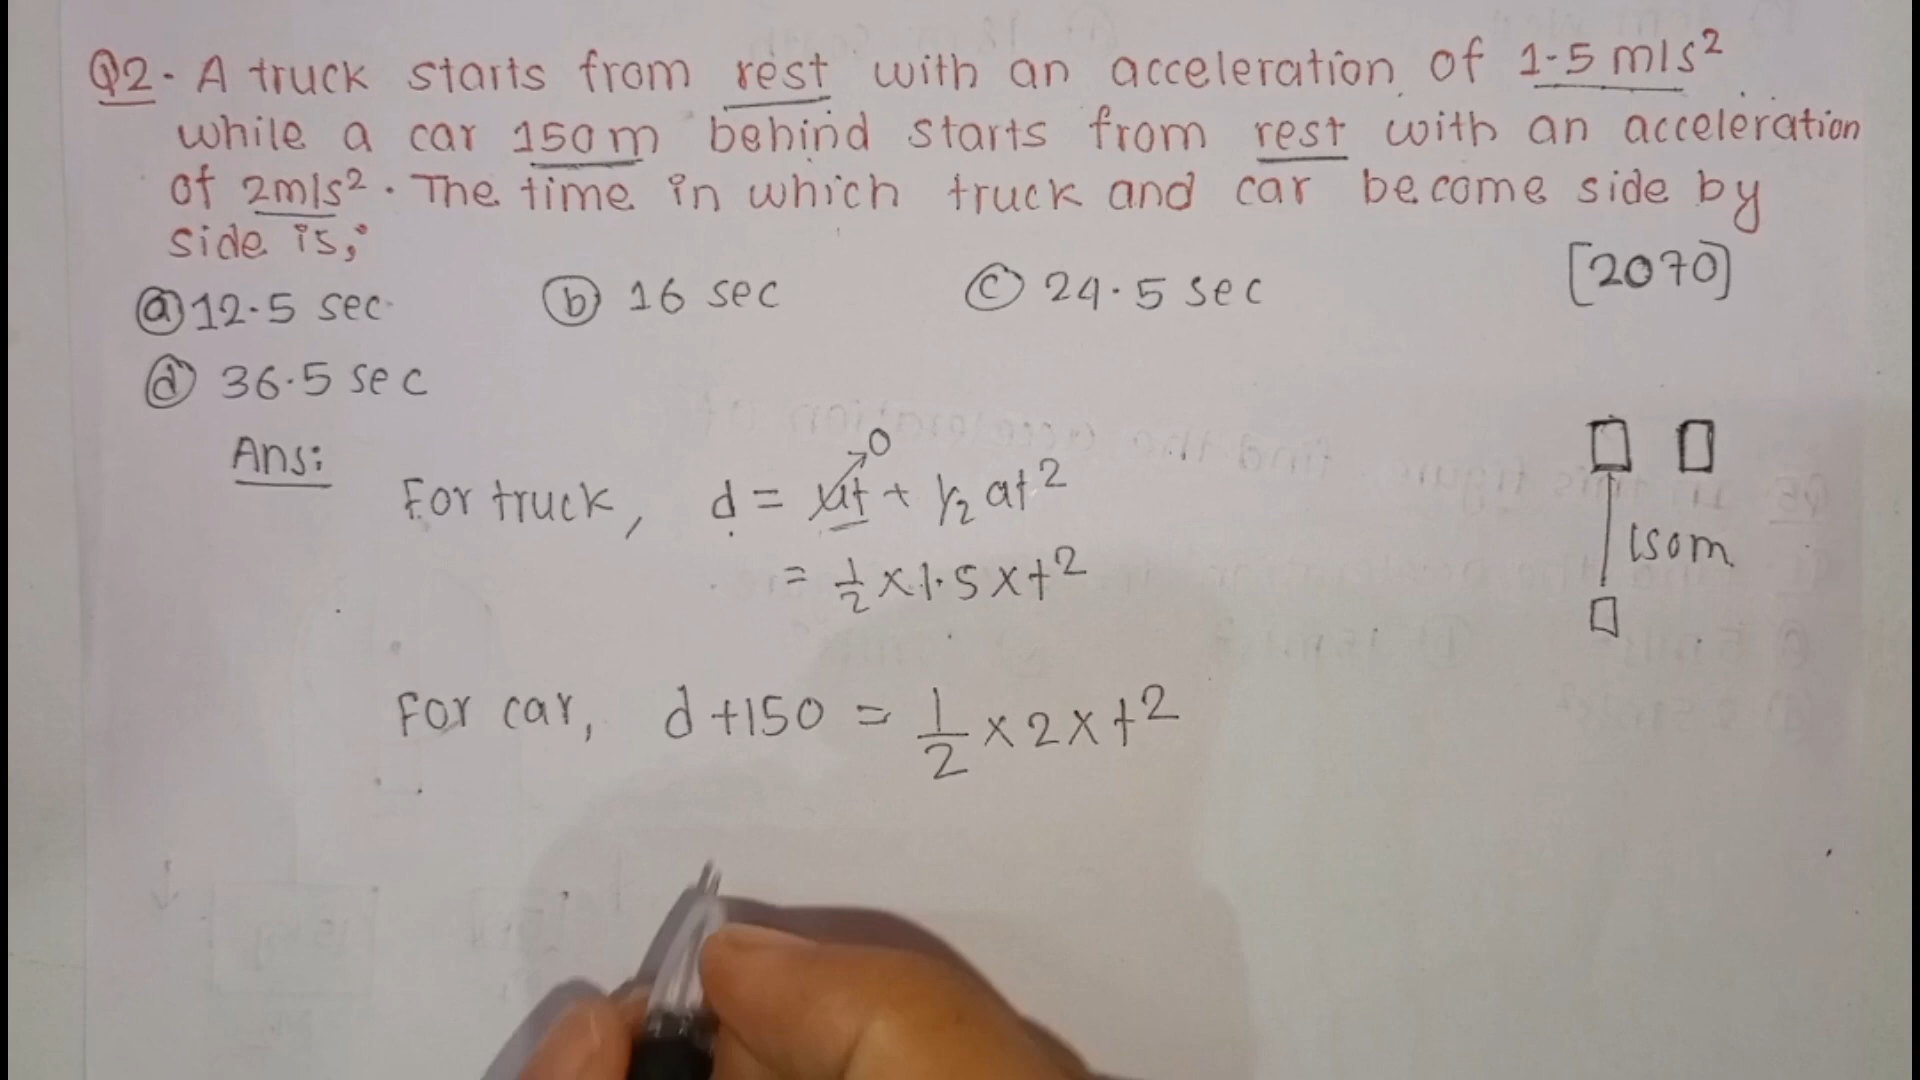 Q2- A truck starts from rest with an acceleration of 1-5 m/s²
while a car 150m behind starts from rest with an acceleration
of 2m/s². The time in which truck and car become side by
side is;
[2070]
ⓐ 12.5 sec ⓑ 16 sec ⓒ 24.5 sec
ⓓ 36.5 sec
Ans:
For truck, d = ut + 1/2 at²
0
= 1/2 x 1.5 x t²
150m
For car, d + 150 = 1/2 x 2 x t²